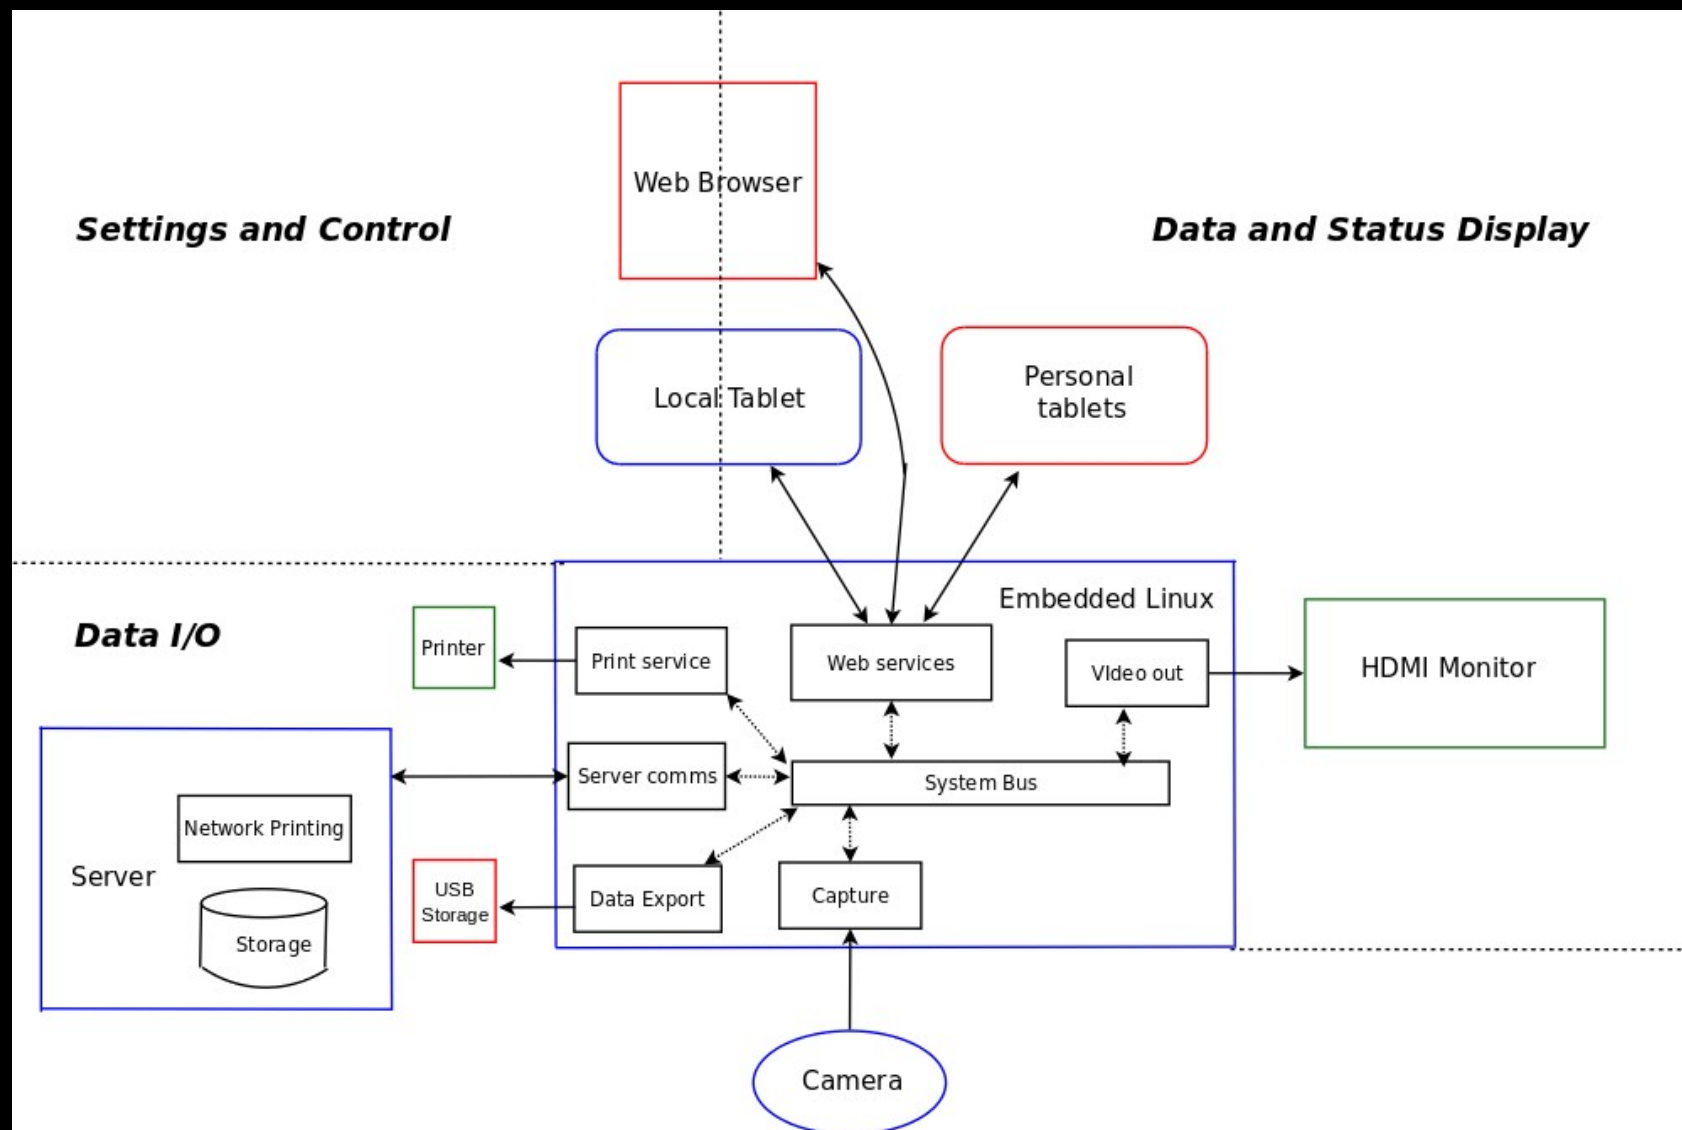 Web Browser
Settings and Control
Data and Status Display
Local Tablet
Personal
tablets
Embedded Linux
Data I/O
Printer
Print service
Web services
VIdeo out
HDMI Monitor
Server comms
System Bus
Network Printing
Server
Storage
USB
Storage
Data Export
Capture
Camera